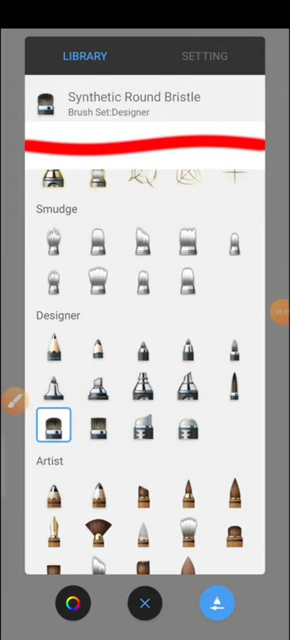 LIBRARY
SETTING
Synthetic Round Bristle
Brush Set:Designer
Smudge
Designer
Artist